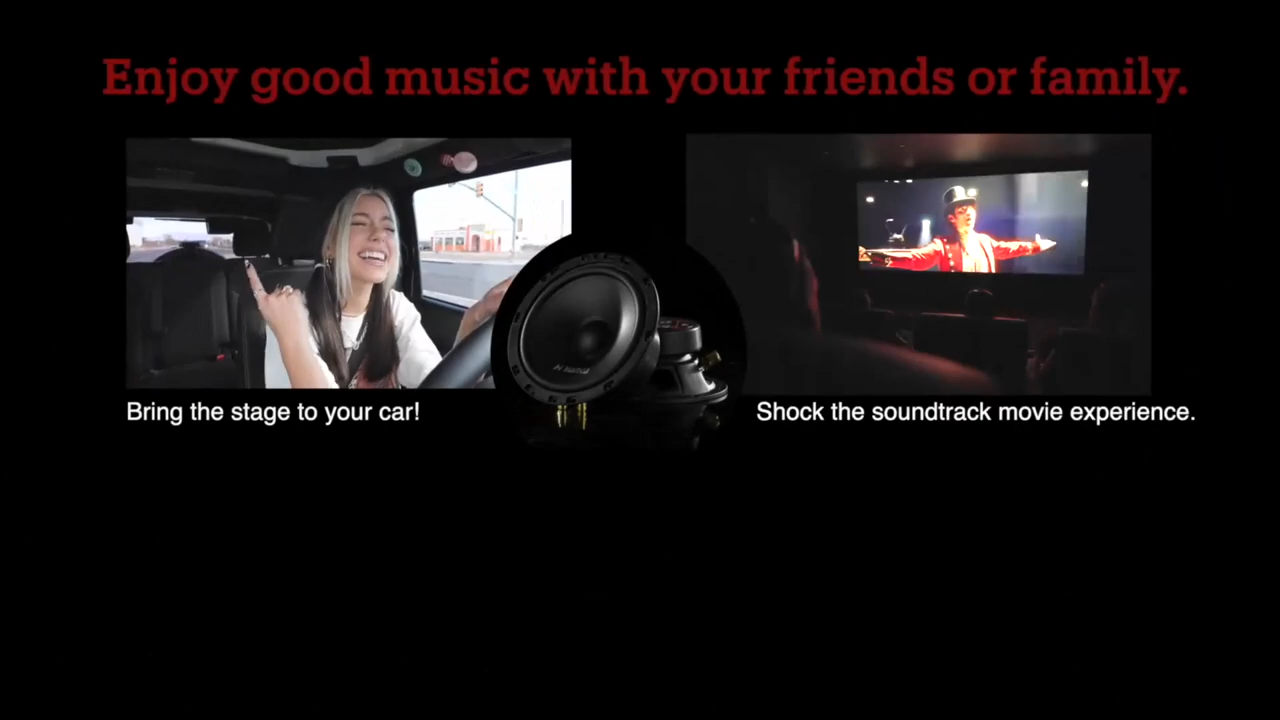 Enjoy good music with your friends or family.
Bring the stage to your car!
Shock the soundtrack movie experience.